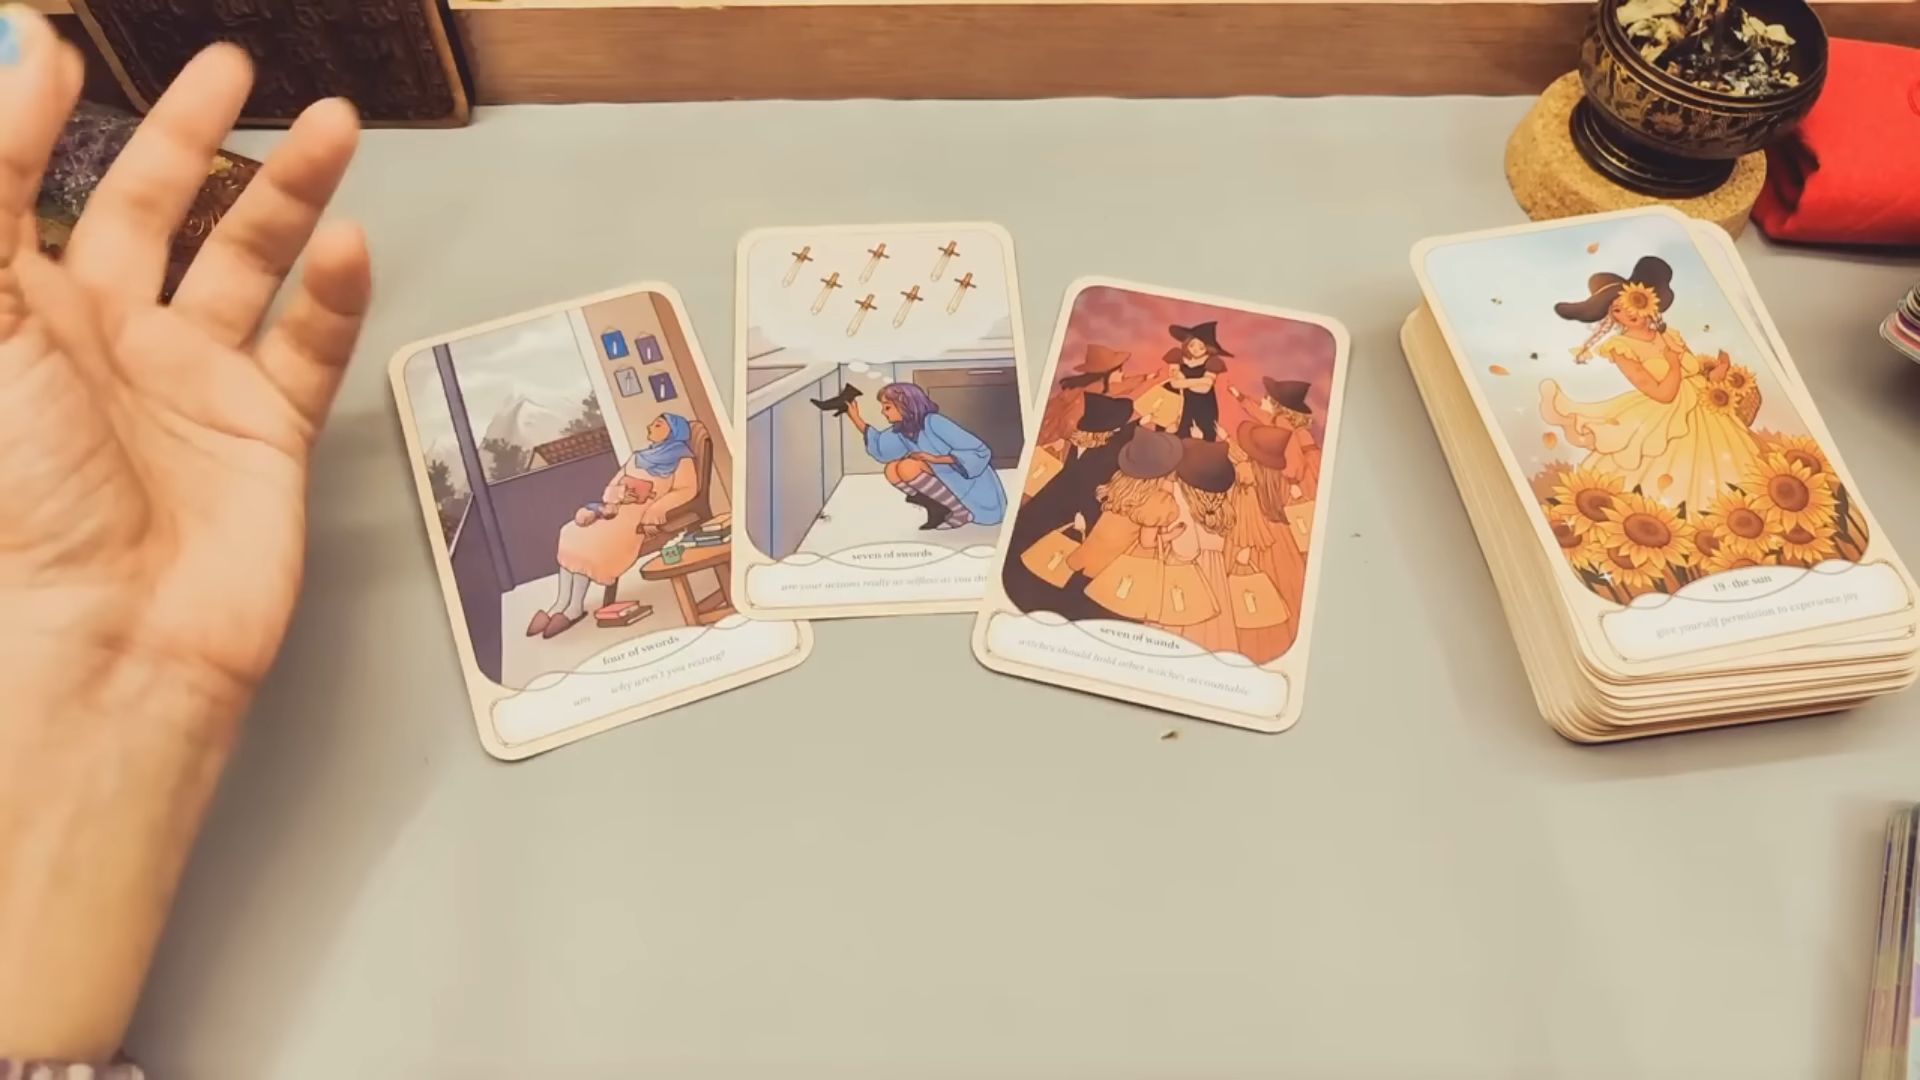 four of swords
um why aren't you resting?
seven of swords
are your actions really as selfless as you
seven of wands
witches should hold other witches accountable
19 · the sun
give yourself permission to experience joy